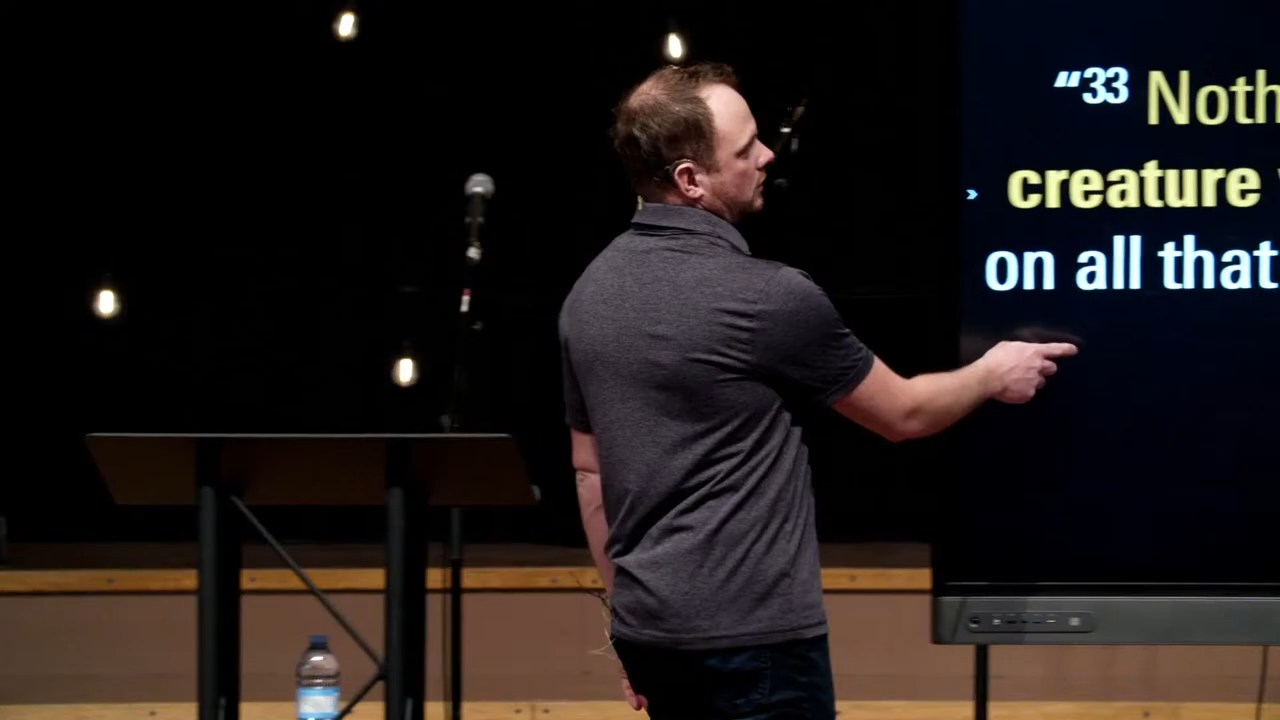 “33 Noth
creature
on all that